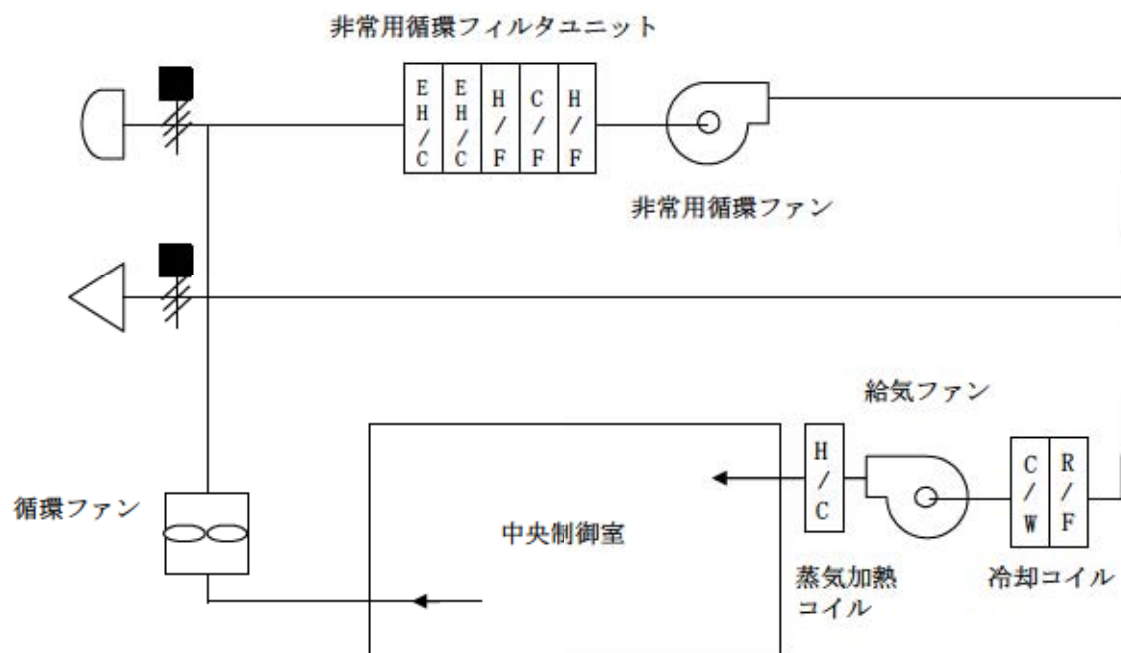 非常用循環フィルタユニット
EH/C
EH/C
H/F
C/F
H/F
非常用循環ファン
給気ファン
H/C
C/W
R/F
循環ファン
中央制御室
蒸気加熱
コイル
冷却コイル